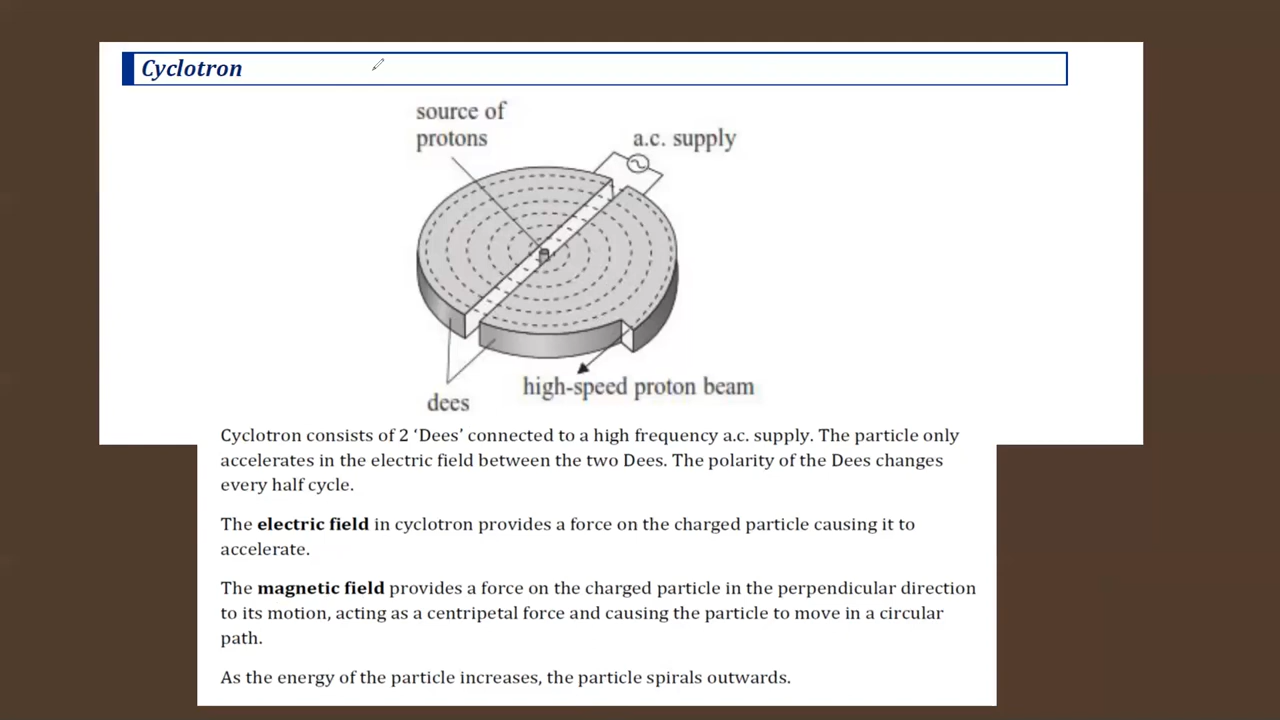 Cyclotron
source of
protons
a.c. supply
high-speed proton beam
dees
Cyclotron consists of 2 ‘Dees’ connected to a high frequency a.c. supply. The particle only
accelerates in the electric field between the two Dees. The polarity of the Dees changes
every half cycle.
The electric field in cyclotron provides a force on the charged particle causing it to
accelerate.
The magnetic field provides a force on the charged particle in the perpendicular direction
to its motion, acting as a centripetal force and causing the particle to move in a circular
path.
As the energy of the particle increases, the particle spirals outwards.